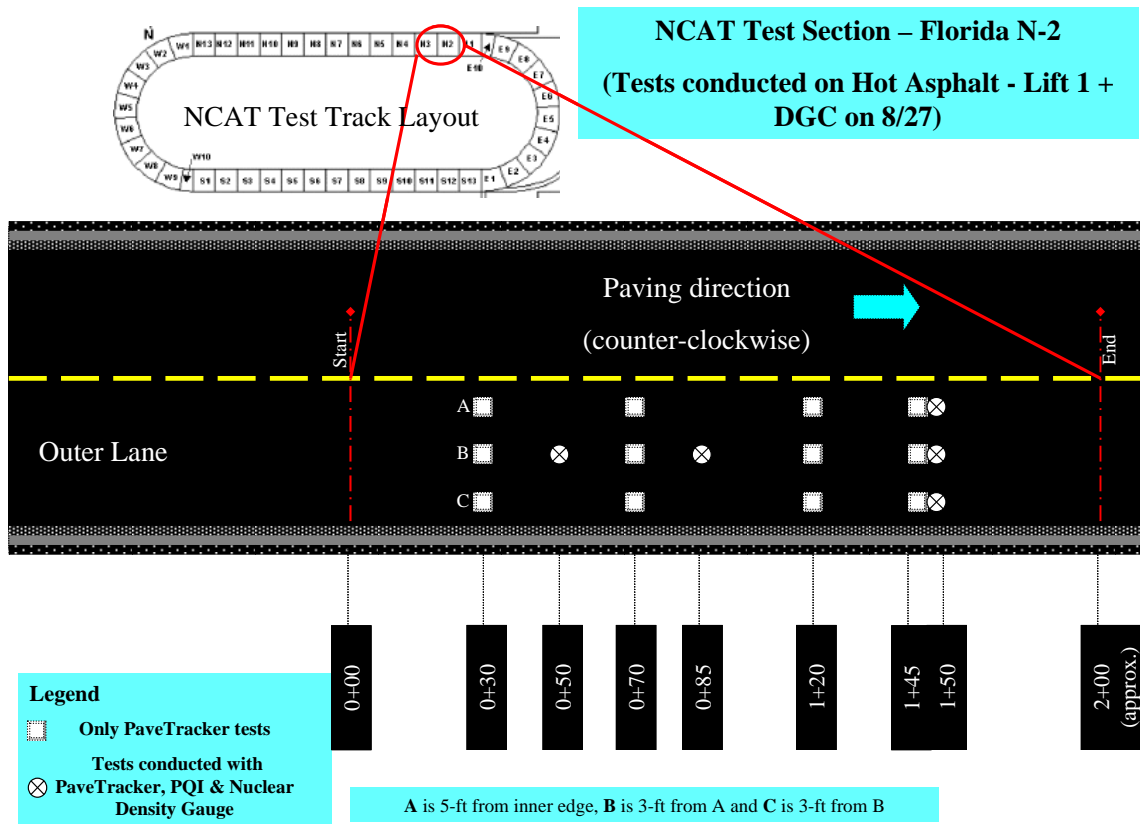 NCAT Test Section – Florida N-2
(Tests conducted on Hot Asphalt - Lift 1 +
DGC on 8/27)
N
W1 N13 N12 N11 N10 N9 N8 N7 N6 N5 N4 N3 N2 E9
W2 E8
W3 E10 E7
W4 E6
W5 E5
W6 E4
W7 E3
W8 W10 E2
W9 S1 S2 S3 S4 S5 S6 S7 S8 S9 S10 S11 S12 S13 E1
NCAT Test Track Layout
Paving direction
(counter-clockwise)
Start
End
A
B
C
Outer Lane
0+00
0+30
0+50
0+70
0+85
1+20
1+45
1+50
2+00
(approx.)
Legend
Only PaveTracker tests
Tests conducted with
PaveTracker, PQI & Nuclear
Density Gauge
A is 5-ft from inner edge, B is 3-ft from A and C is 3-ft from B